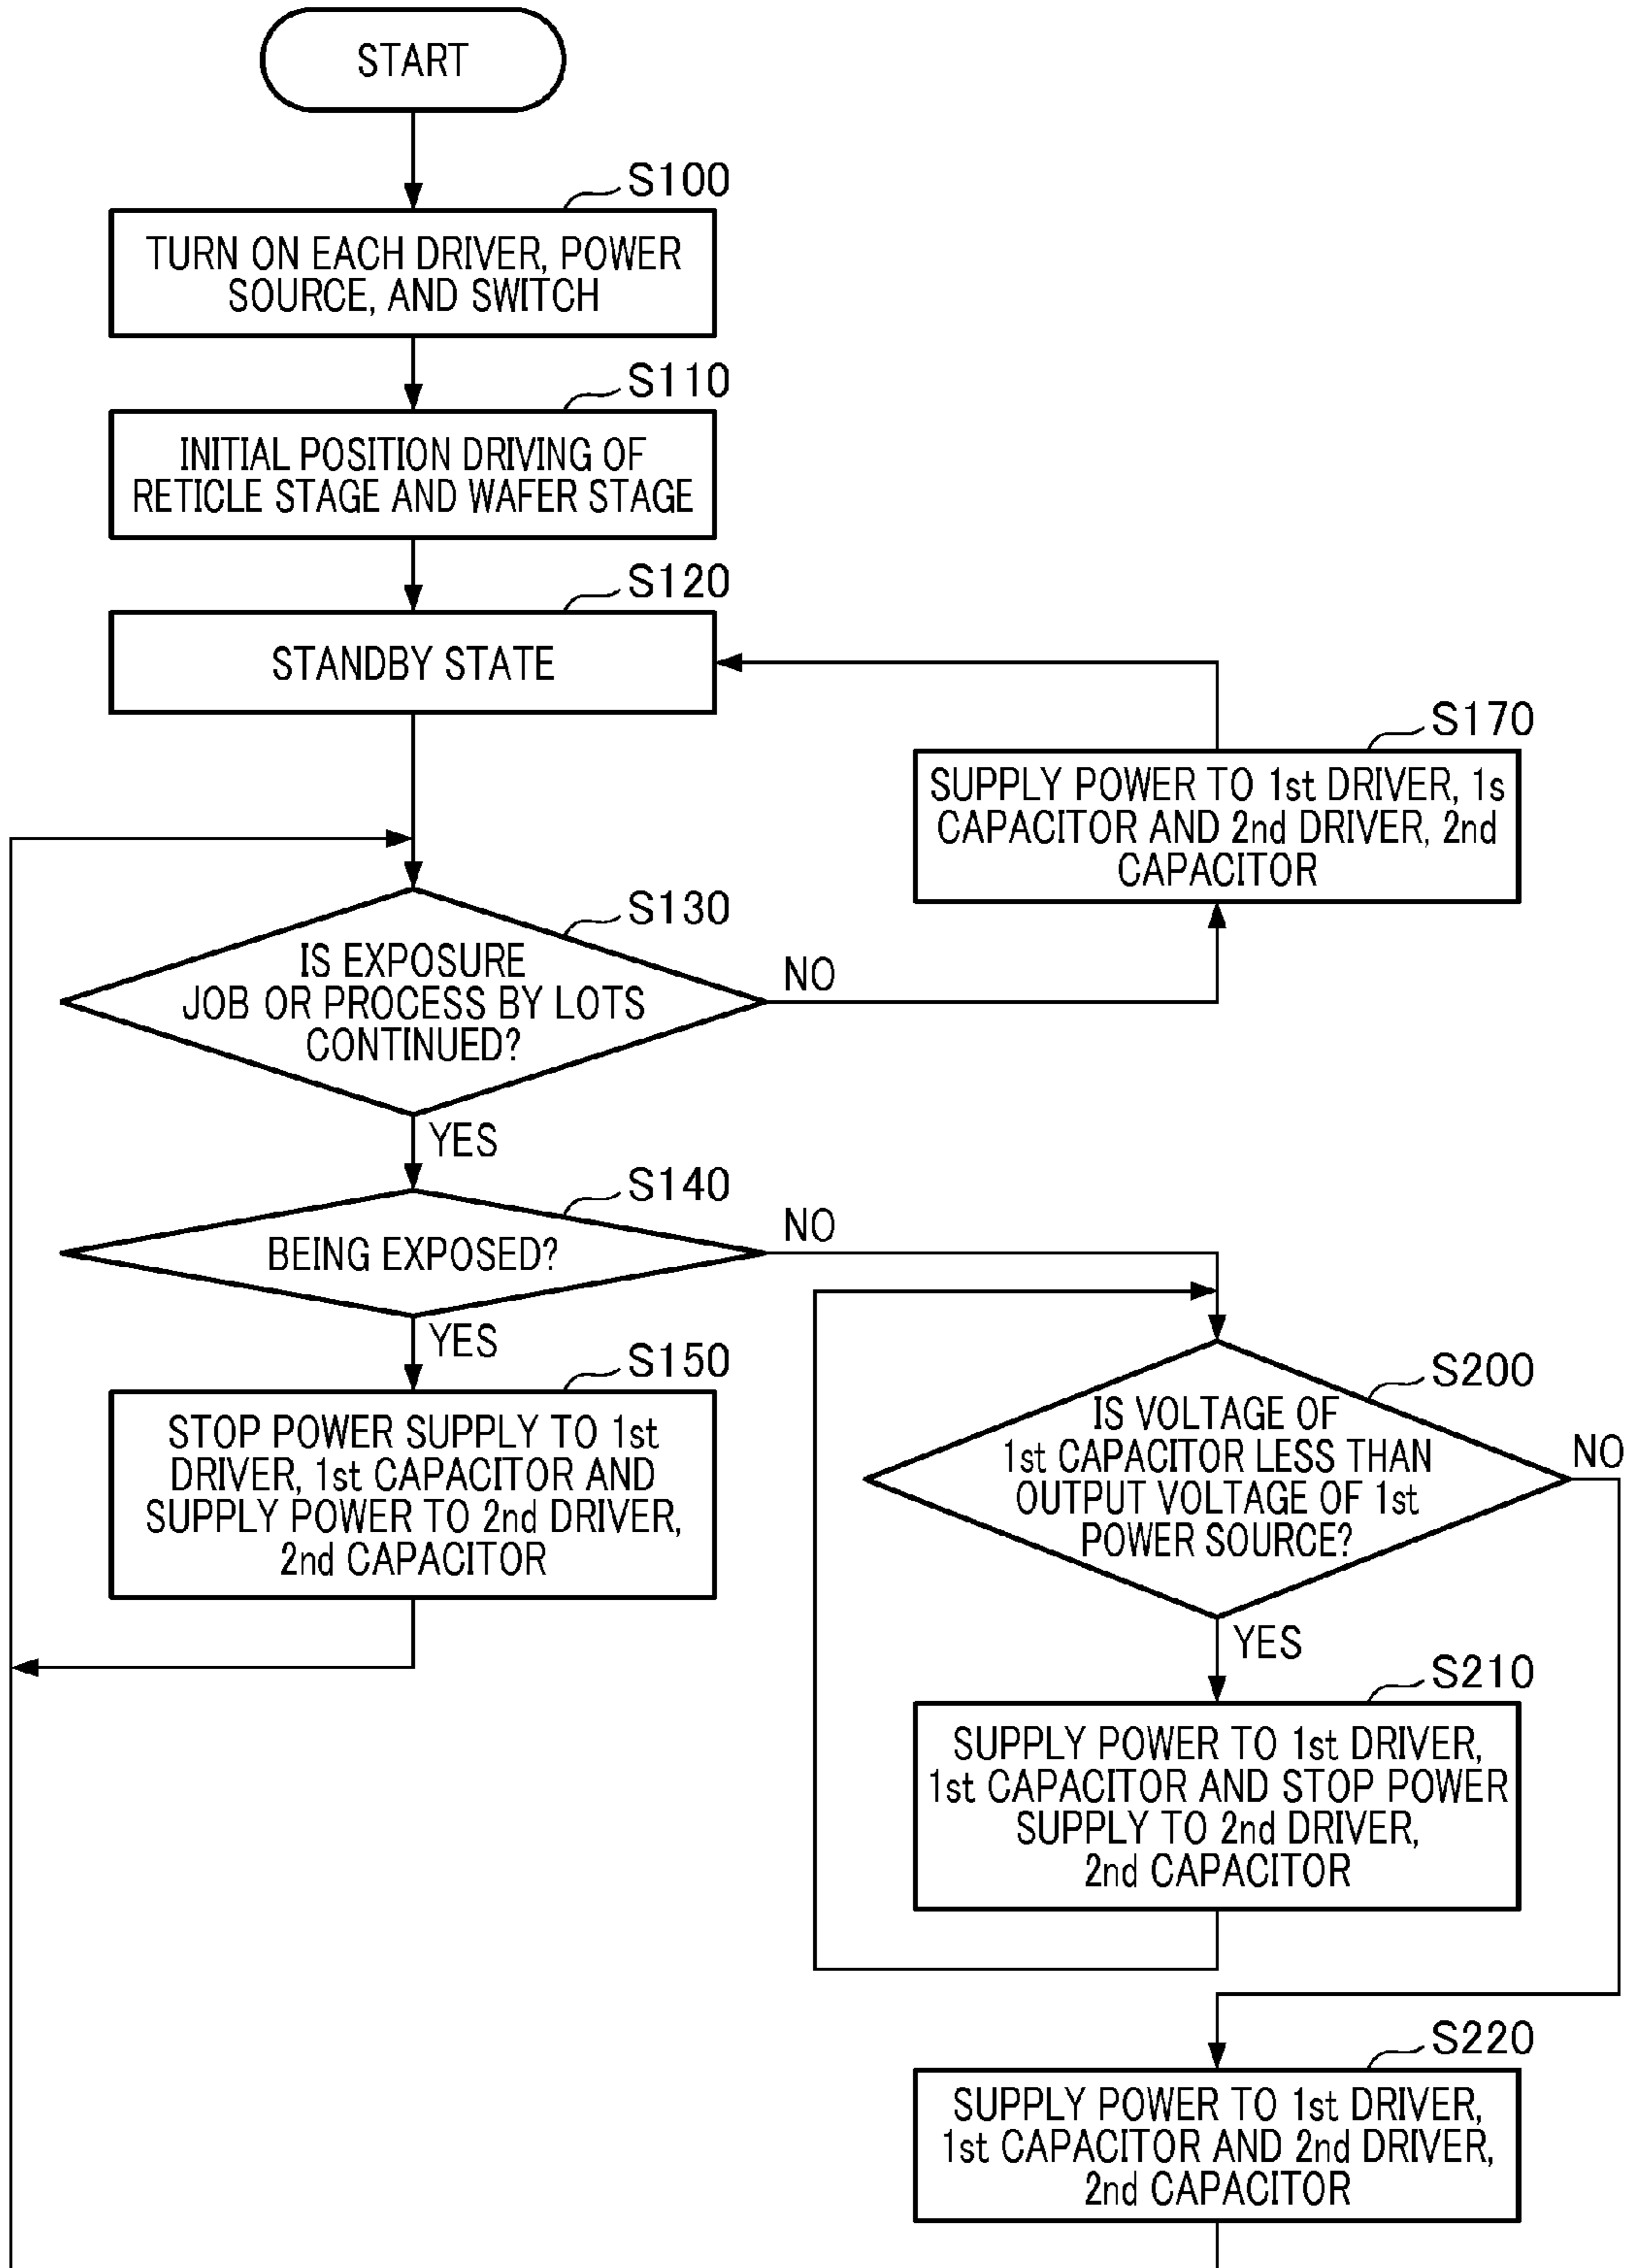 START
S100
TURN ON EACH DRIVER, POWER
SOURCE, AND SWITCH
S110
INITIAL POSITION DRIVING OF
RETICLE STAGE AND WAFER STAGE
S120
STANDBY STATE
S170
SUPPLY POWER TO 1st DRIVER, 1s
CAPACITOR AND 2nd DRIVER, 2nd
CAPACITOR
S130
IS EXPOSURE
JOB OR PROCESS BY LOTS
CONTINUED?
NO
YES
S140
BEING EXPOSED?
NO
YES
S150
STOP POWER SUPPLY TO 1st
DRIVER, 1st CAPACITOR AND
SUPPLY POWER TO 2nd DRIVER,
2nd CAPACITOR
S200
IS VOLTAGE OF
1st CAPACITOR LESS THAN
OUTPUT VOLTAGE OF 1st
POWER SOURCE?
NO
YES
S210
SUPPLY POWER TO 1st DRIVER,
1st CAPACITOR AND STOP POWER
SUPPLY TO 2nd DRIVER,
2nd CAPACITOR
S220
SUPPLY POWER TO 1st DRIVER,
1st CAPACITOR AND 2nd DRIVER,
2nd CAPACITOR